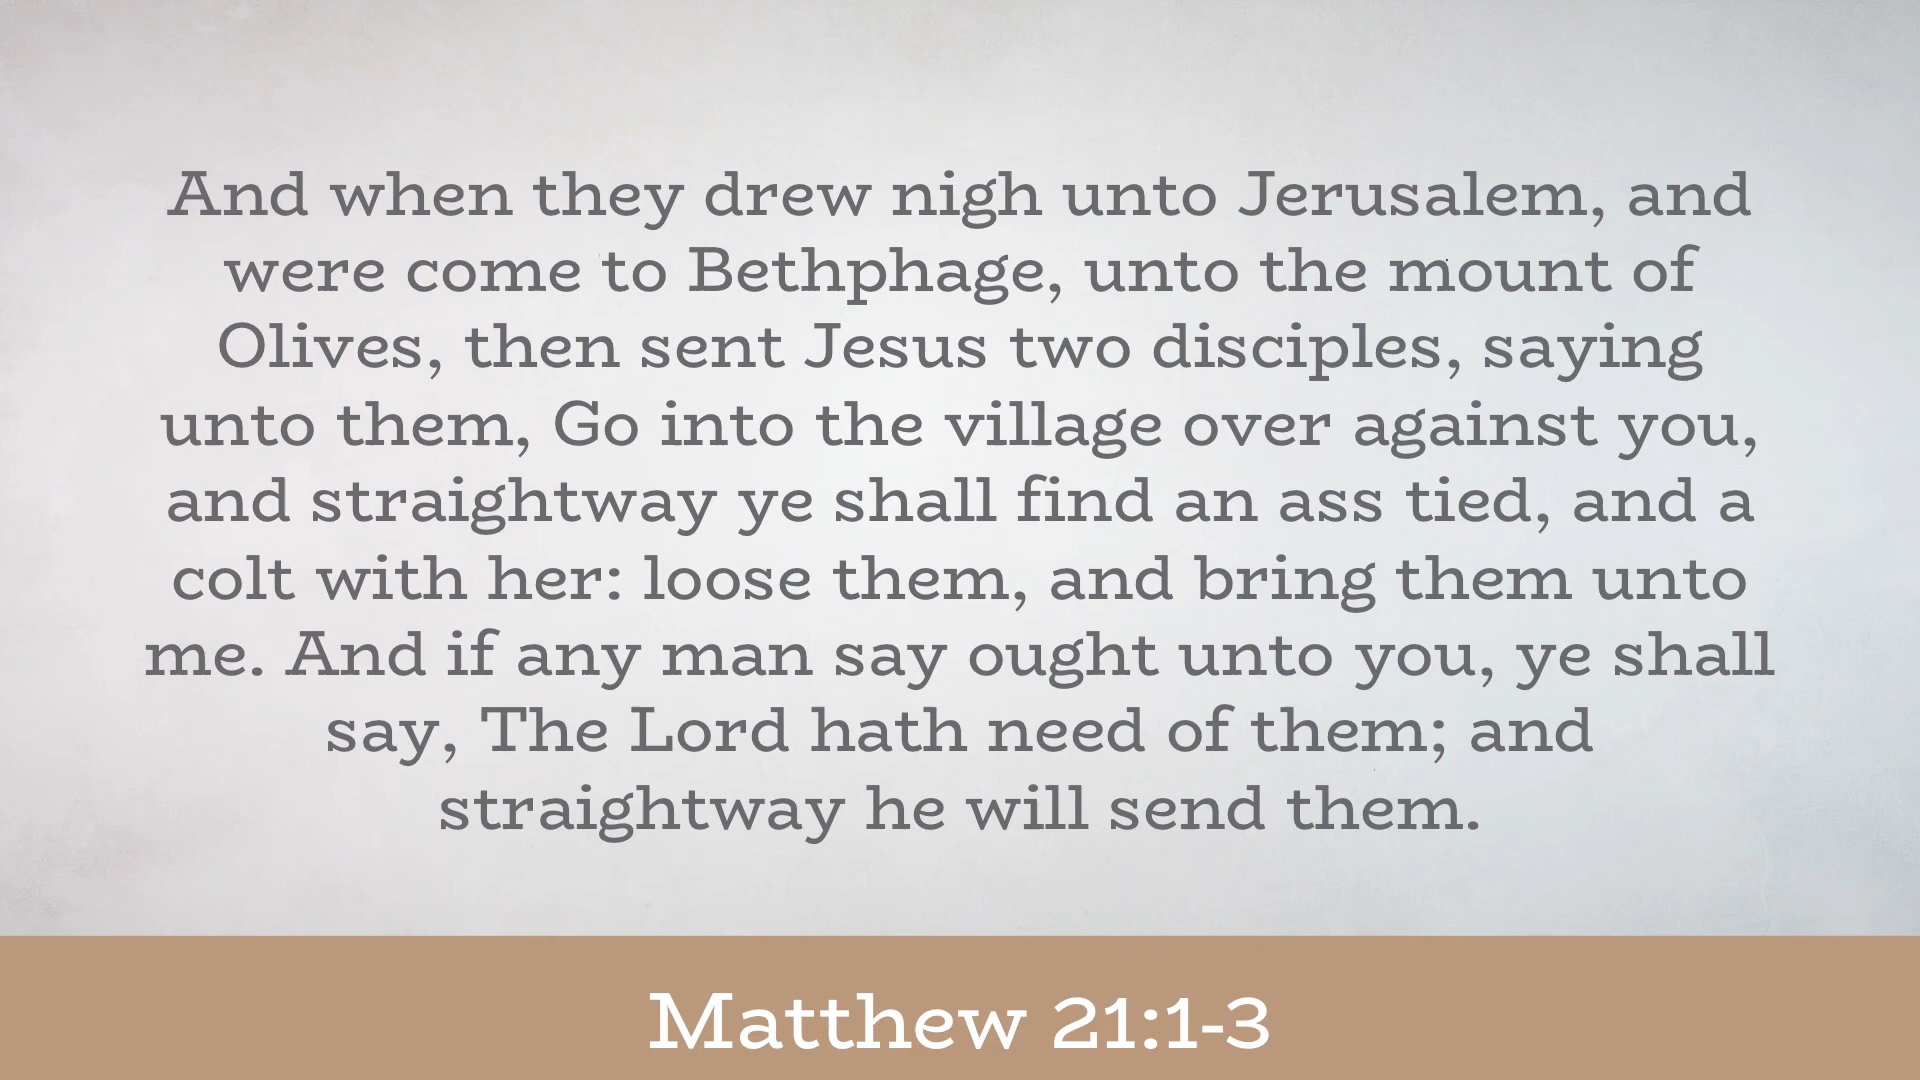 And when they drew nigh unto Jerusalem, and
were come to Bethphage, unto the mount of
Olives, then sent Jesus two disciples, saying
unto them, Go into the village over against you,
and straightway ye shall find an ass tied, and a
colt with her: loose them, and bring them unto
me. And if any man say ought unto you, ye shall
say, The Lord hath need of them; and
straightway he will send them.
Matthew 21:1-3